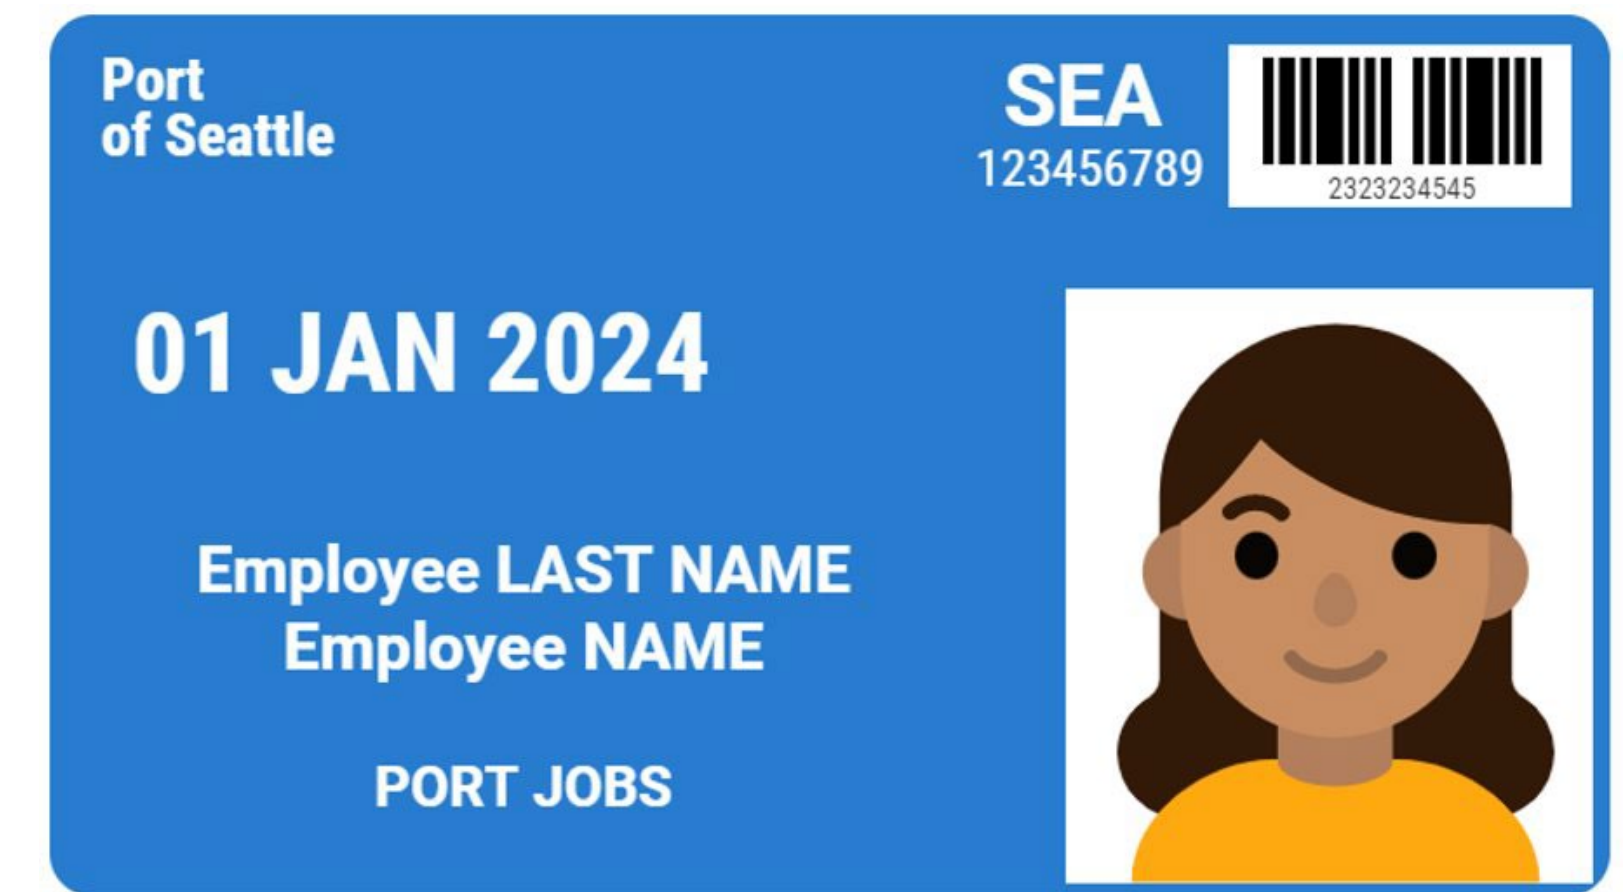 Port
of Seattle
SEA
123456789
2323234545
01 JAN 2024
Employee LAST NAME
Employee NAME
PORT JOBS